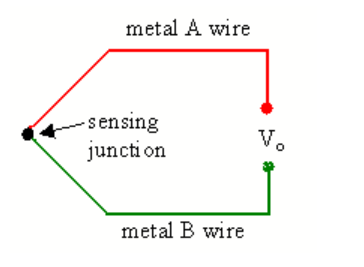 metal A wire
sensing
junction
Vo
metal B wire